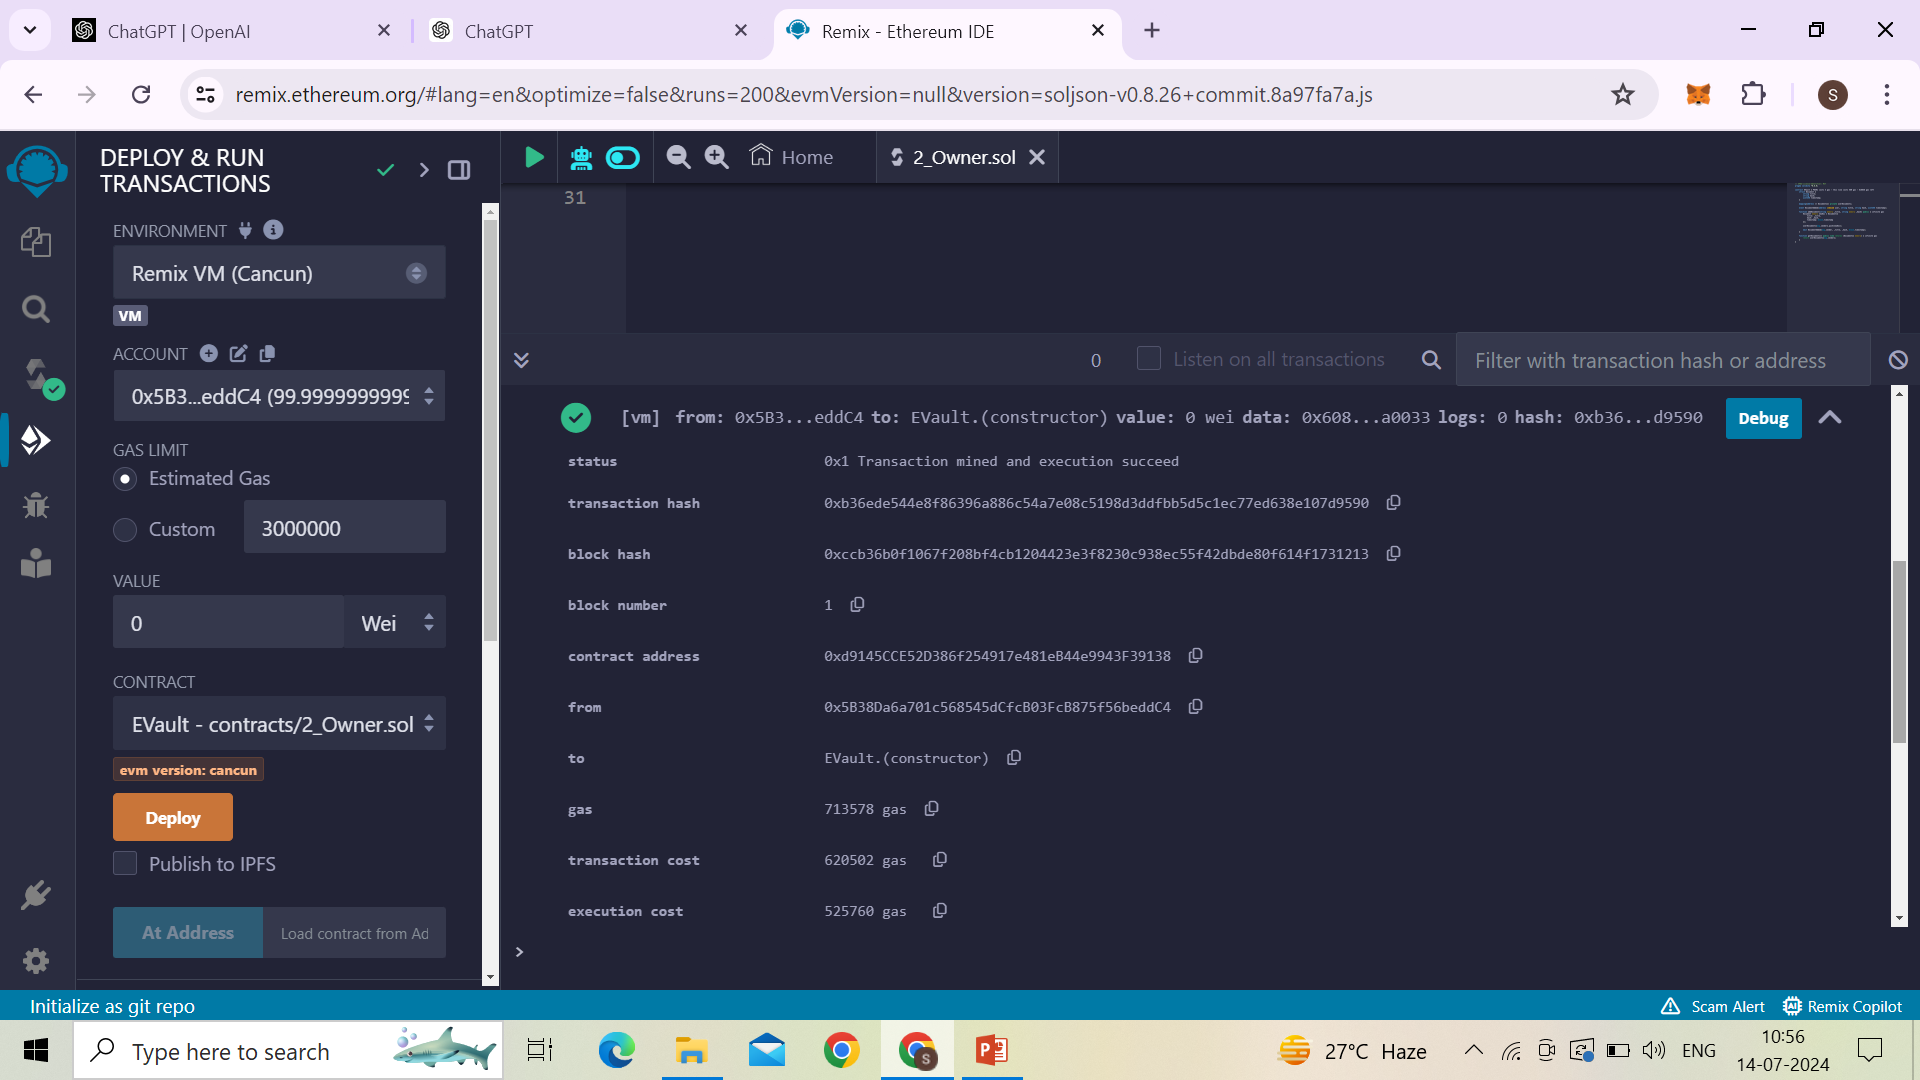 ChatGPT | OpenAI
ChatGPT
Remix - Ethereum IDE
remix.ethereum.org/#lang=en&optimize=false&runs=200&evmVersion=null&version=soljson-v0.8.26+commit.8a97fa7a.js
S
DEPLOY & RUN
TRANSACTIONS
Home
2_Owner.sol
31
ENVIRONMENT
Remix VM (Cancun)
VM
ACCOUNT
0x5B3...eddC4 (99.9999999999
GAS LIMIT
Estimated Gas
Custom
3000000
VALUE
0
Wei
CONTRACT
EVault - contracts/2_Owner.sol
evm version: cancun
Deploy
Publish to IPFS
At Address
Load contract from Ad
0
Listen on all transactions
Filter with transaction hash or address
[vm] from: 0x5B3...eddC4 to: EVault.(constructor) value: 0 wei data: 0x608...a0033 logs: 0 hash: 0xb36...d9590
Debug
status 0x1 Transaction mined and execution succeed
transaction hash 0xb36ede544e8f86396a886c54a7e08c5198d3ddfbb5d5c1ec77ed638e107d9590
block hash 0xccb36b0f1067f208bf4cb1204423e3f8230c938ec55f42dbde80f614f1731213
block number 1
contract address 0xd9145CCE52D386f254917e481eB44e9943F39138
from 0x5B38Da6a701c568545dCfcB03FcB875f56beddC4
to EVault.(constructor)
gas 713578 gas
transaction cost 620502 gas
execution cost 525760 gas
>
Initialize as git repo
Scam Alert
Remix Copilot
Type here to search
S
27°C Haze
ENG
10:56
14-07-2024